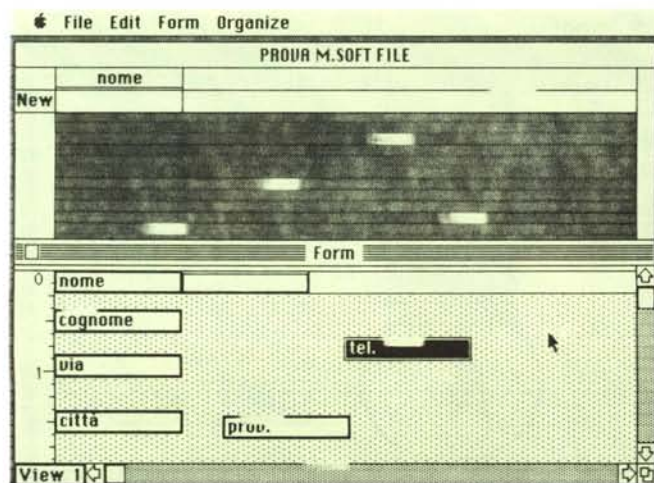 File Edit Form Organize
PROVA M.SOFT FILE
nome
New
Form
0
nome
cognome
tel.
1
via
città
prov.
View 1